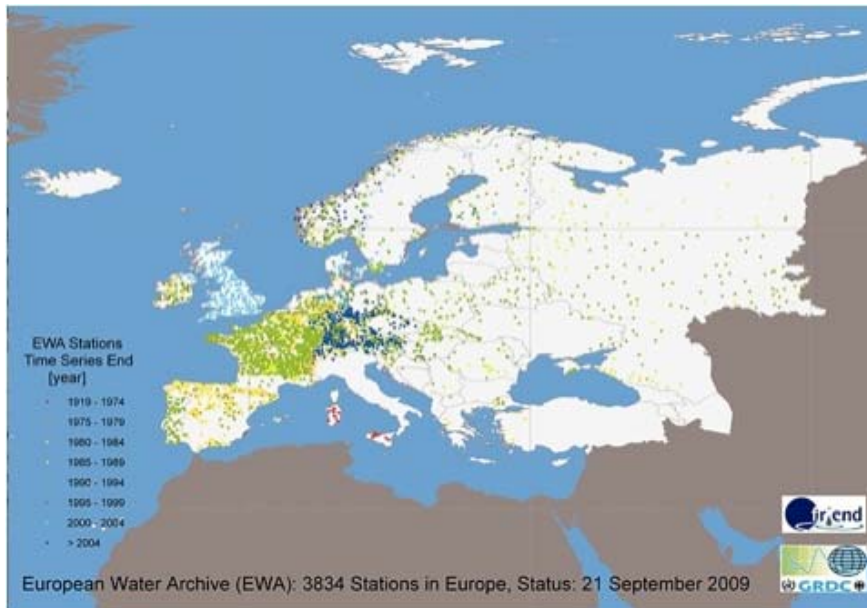 EWA Stations
Time Series End
[year]
1919 - 1974
1975 - 1979
1980 - 1984
1985 - 1989
1990 - 1994
1995 - 1999
2000 - 2004
> 2004
European Water Archive (EWA): 3834 Stations in Europe, Status: 21 September 2009
GRDC